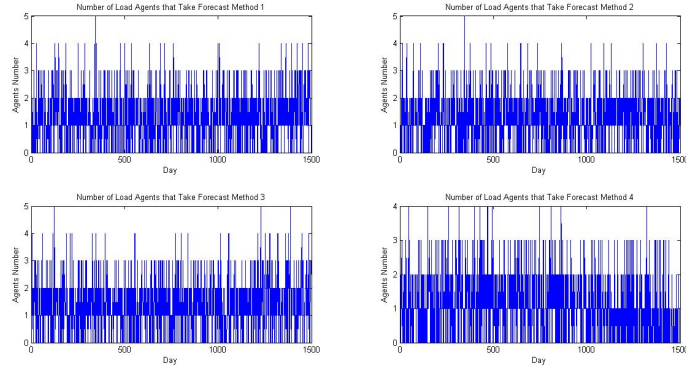 Number of Load Agents that Take Forecast Method 1
5
4
3
2
1
0
Agents Number
0 500 1000 1500
Day
Number of Load Agents that Take Forecast Method 2
5
4
3
2
1
0
Agents Number
0 500 1000 1500
Day
Number of Load Agents that Take Forecast Method 3
5
4
3
2
1
0
Agents Number
0 500 1000 1500
Day
Number of Load Agents that Take Forecast Method 4
4
3
2
1
0
Agents Number
0 500 1000 1500
Day